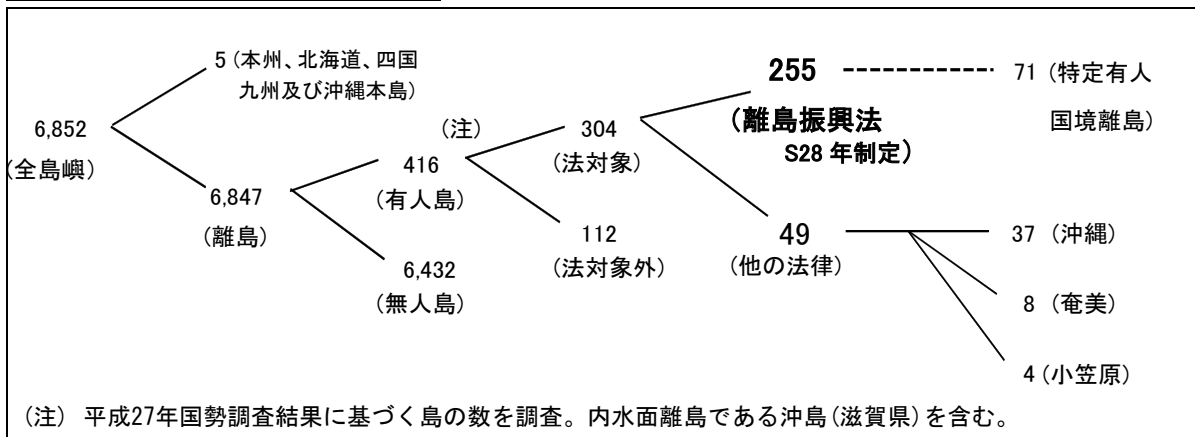 5 (本州、北海道、四国
九州及び沖縄本島)
6,852
(全島嶼)
6,847
(離島)
(注)
416
(有人島)
6,432
(無人島)
304
(法対象)
112
(法対象外)
255
(離島振興法
S28 年制定)
71 (特定有人
国境離島)
49
(他の法律)
37 (沖縄)
8 (奄美)
4 (小笠原)
(注) 平成27年国勢調査結果に基づく島の数を調査。内水面離島である沖島(滋賀県)を含む。